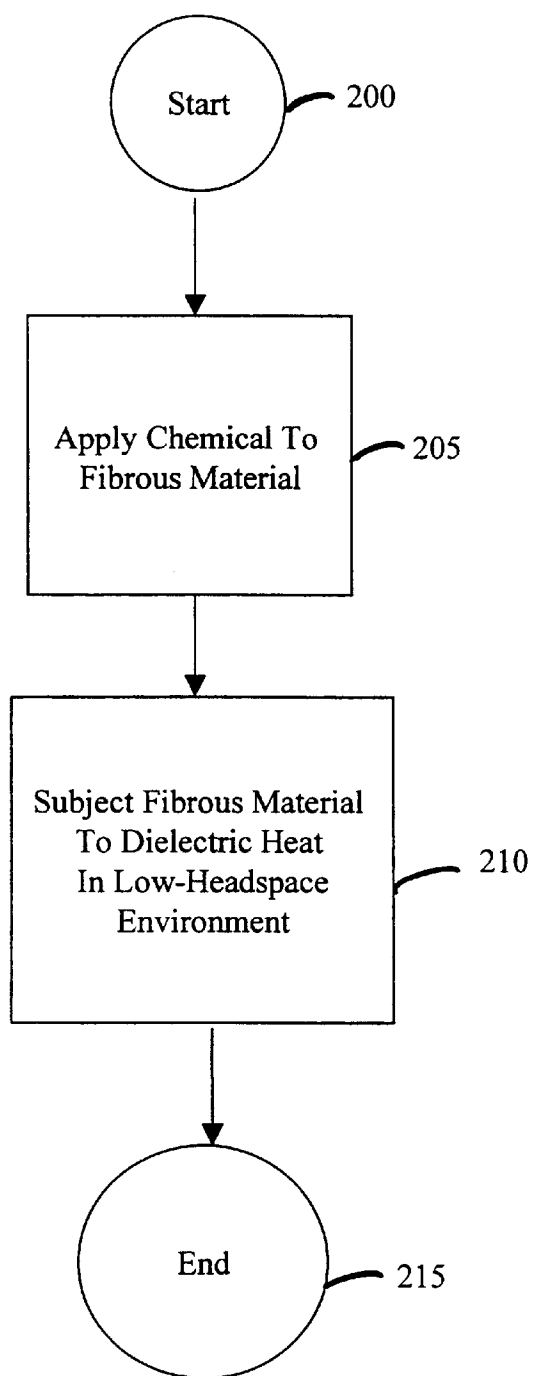 Start
200
Apply Chemical To
Fibrous Material
205
Subject Fibrous Material
To Dielectric Heat
In Low-Headspace
Environment
210
End
215